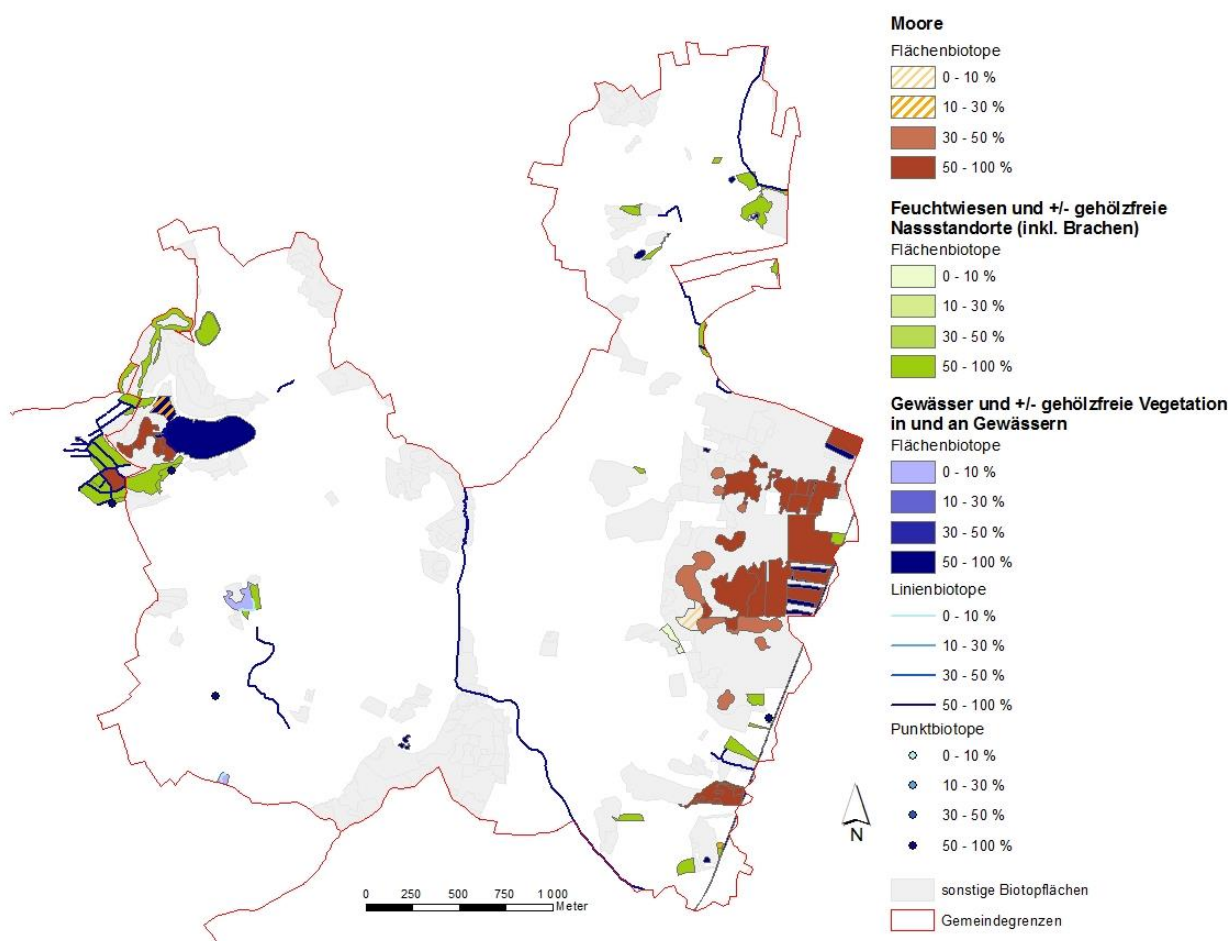 Moore
Flächenbiotope
0 - 10 %
10 - 30 %
30 - 50 %
50 - 100 %
Feuchtwiesen und +/- gehölzfreie
Nassstandorte (inkl. Brachen)
Flächenbiotope
0 - 10 %
10 - 30 %
30 - 50 %
50 - 100 %
Gewässer und +/- gehölzfreie Vegetation
in und an Gewässern
Flächenbiotope
0 - 10 %
10 - 30 %
30 - 50 %
50 - 100 %
Linienbiotope
0 - 10 %
10 - 30 %
30 - 50 %
50 - 100 %
Punktbiotope
0 - 10 %
10 - 30 %
30 - 50 %
50 - 100 %
sonstige Biotopflächen
Gemeindegrenzen
N
0 250 500 750 1 000
Meter